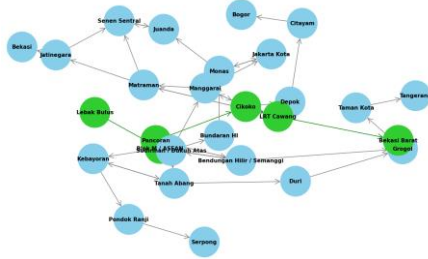 Bogor
Citayam
Senen Sentral
Juanda
Bekasi
Jatinegara
Monas
Jakarta Kota
Matraman
Manggarai
Tangerang
Cikoko
Depok
Taman Kota
Lebak Bulus
LRT Cawang
Pancoran
Bundaran HI
Bekasi Barat
Grogol
Kebayoran
Bendungan Hilir / Semanggi
Tanah Abang
Duri
Pondok Ranji
Serpong